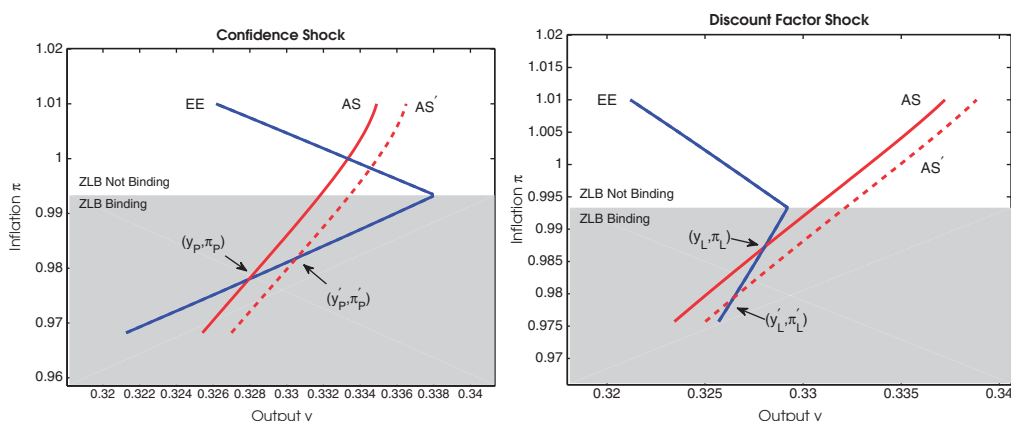 Confidence Shock
1.02
1.01
1
0.99
0.98
0.97
0.96
Inflation π
EE
AS
AS′
ZLB Not Binding
ZLB Binding
(y_P,π_P)
(y′_P,π′_P)
0.32 0.322 0.324 0.326 0.328 0.33 0.332 0.334 0.336 0.338 0.34
Output y
Discount Factor Shock
1.02
1.015
1.01
1.005
1
0.995
0.99
0.985
0.98
0.975
0.97
Inflation π
EE
AS
AS′
ZLB Not Binding
ZLB Binding
(y_L,π_L)
(y′_L,π′_L)
0.32 0.325 0.33 0.335 0.34
Output y